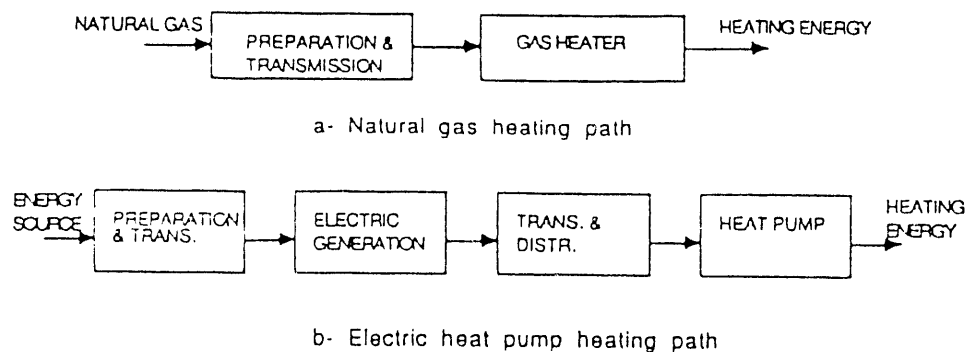 NATURAL GAS
PREPARATION &
TRANSMISSION
GAS HEATER
HEATING ENERGY
a- Natural gas heating path
ENERGY
SOURCE
PREPARATION
& TRANS.
ELECTRIC
GENERATION
TRANS. &
DISTR.
HEAT PUMP
HEATING
ENERGY
b- Electric heat pump heating path